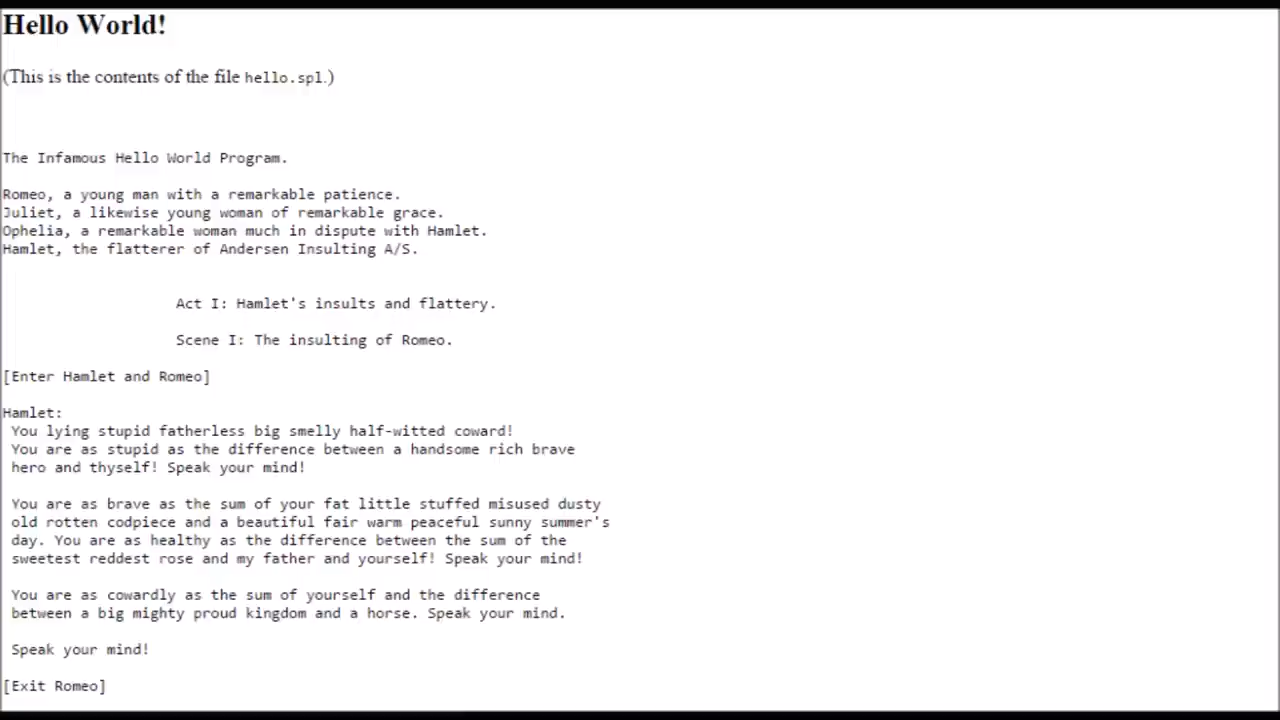 Hello World!
(This is the contents of the file hello.spl.)
The Infamous Hello World Program.
Romeo, a young man with a remarkable patience.
Juliet, a likewise young woman of remarkable grace.
Ophelia, a remarkable woman much in dispute with Hamlet.
Hamlet, the flatterer of Andersen Insulting A/S.
Act I: Hamlet's insults and flattery.
Scene I: The insulting of Romeo.
[Enter Hamlet and Romeo]
Hamlet:
You lying stupid fatherless big smelly half-witted coward!
You are as stupid as the difference between a handsome rich brave
hero and thyself! Speak your mind!
You are as brave as the sum of your fat little stuffed misused dusty
old rotten codpiece and a beautiful fair warm peaceful sunny summer's
day. You are as healthy as the difference between the sum of the
sweetest reddest rose and my father and yourself! Speak your mind!
You are as cowardly as the sum of yourself and the difference
between a big mighty proud kingdom and a horse. Speak your mind.
Speak your mind!
[Exit Romeo]